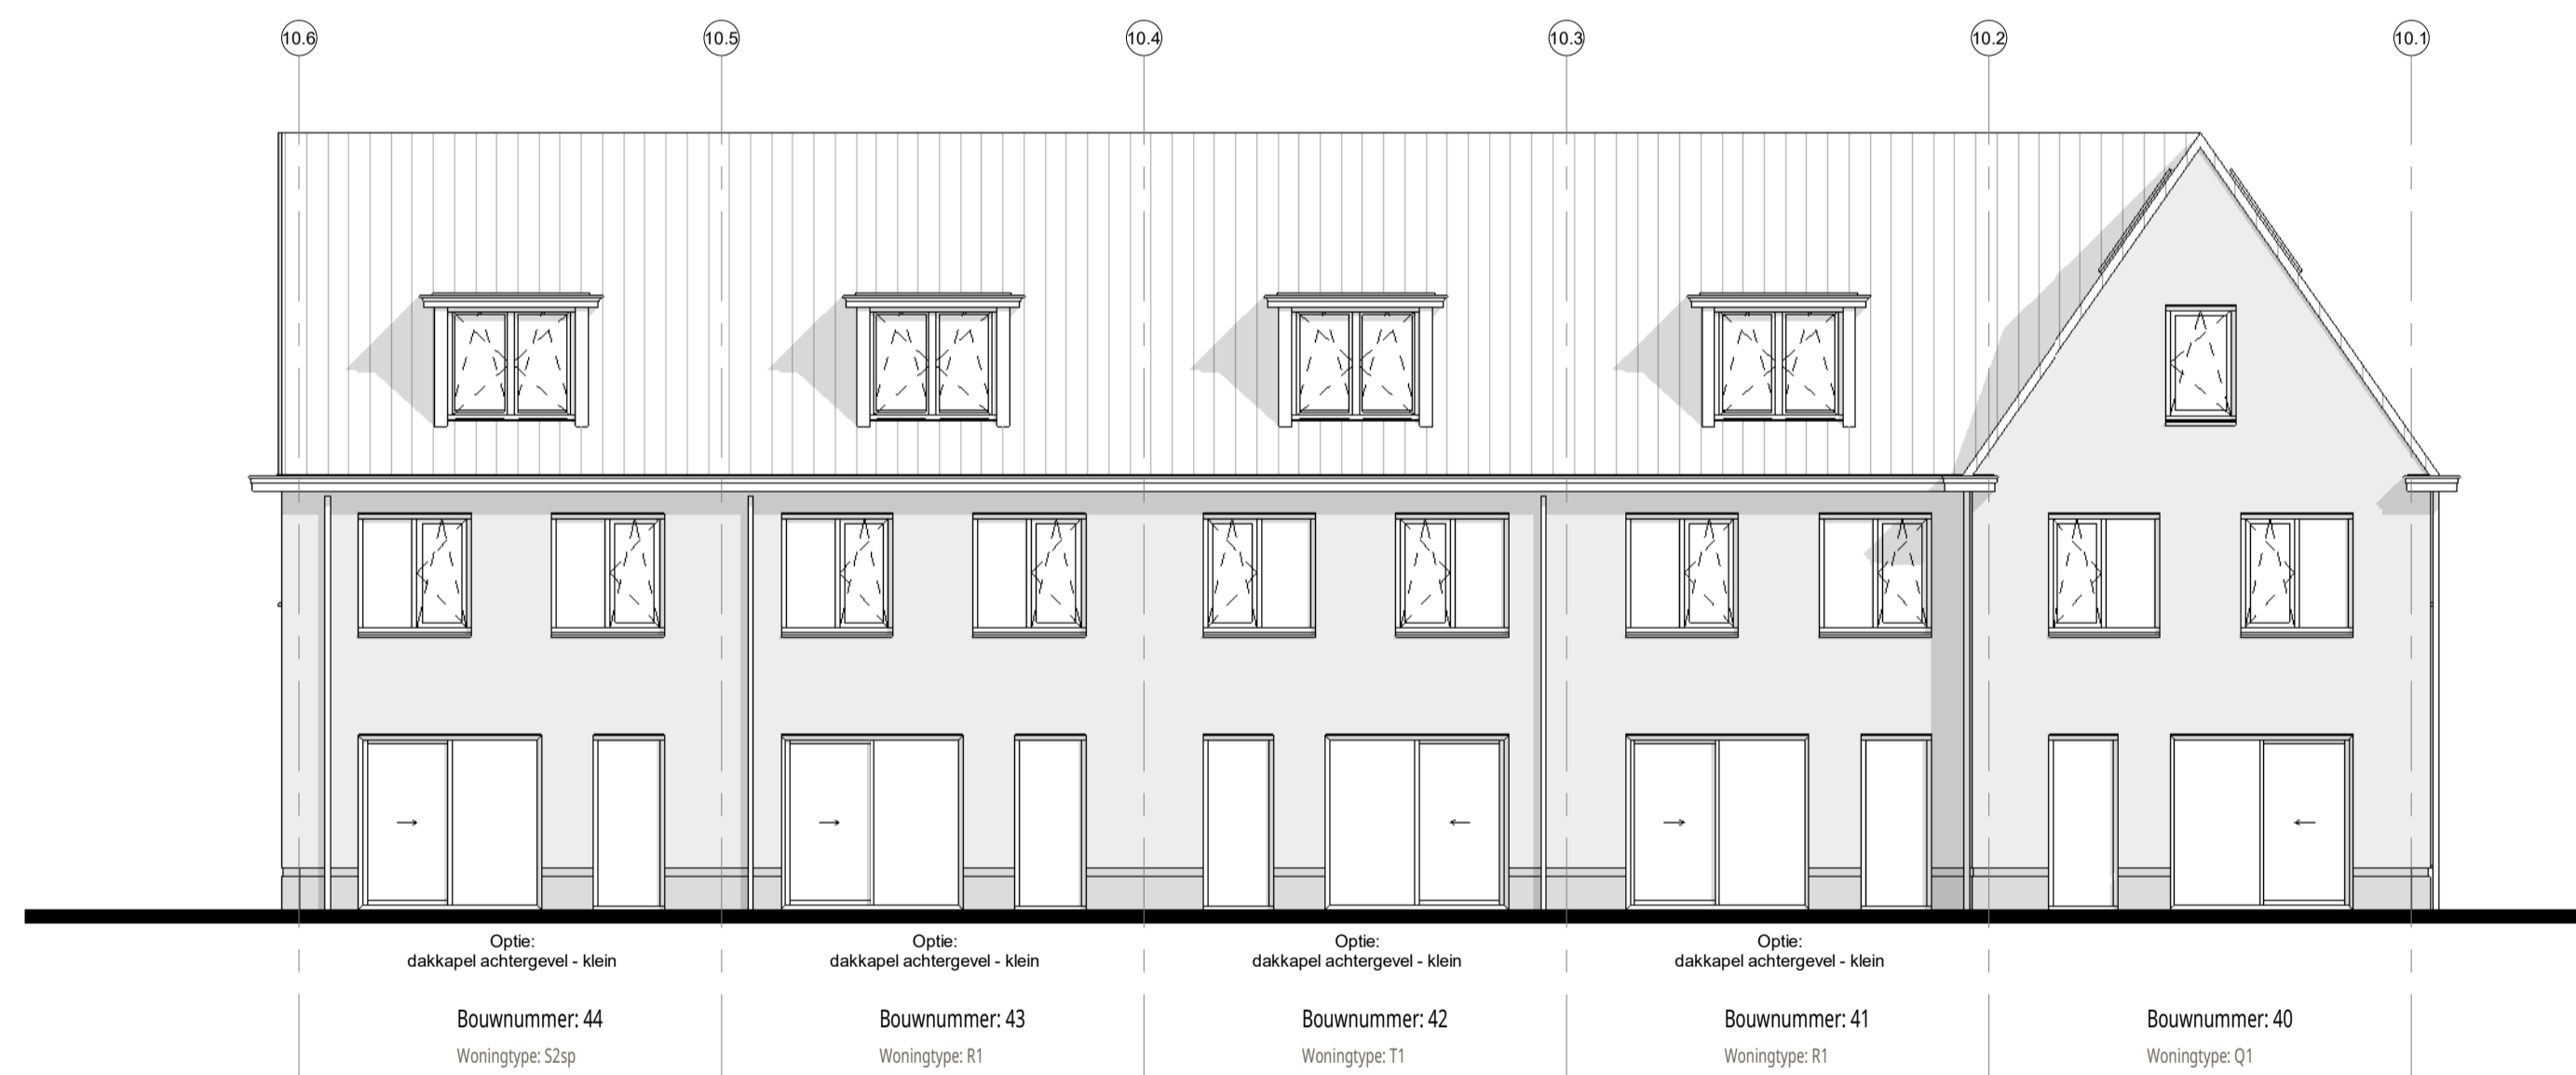 10.6 10.5 10.4 10.3 10.2 10.1
Optie: Optie: Optie: Optie:
dakkapel achtergevel - klein dakkapel achtergevel - klein dakkapel achtergevel - klein dakkapel achtergevel - klein
Bouwnummer: 44 Bouwnummer: 43 Bouwnummer: 42 Bouwnummer: 41 Bouwnummer: 40
Woningtype: S2sp Woningtype: R1 Woningtype: T1 Woningtype: R1 Woningtype: Q1